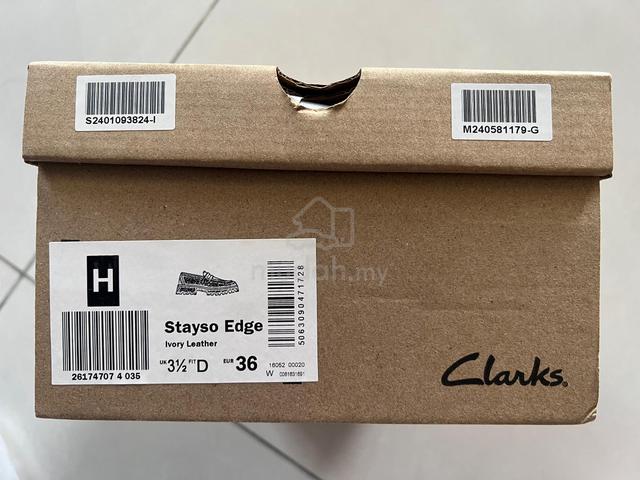 S2401093824-I
M240581179-G
mudah.my
H
Stayso Edge
Ivory Leather
UK 3½ FIT D EUR 36
26174707 4 035
5063090471728
16052 00020
W 0081631691
Clarks.